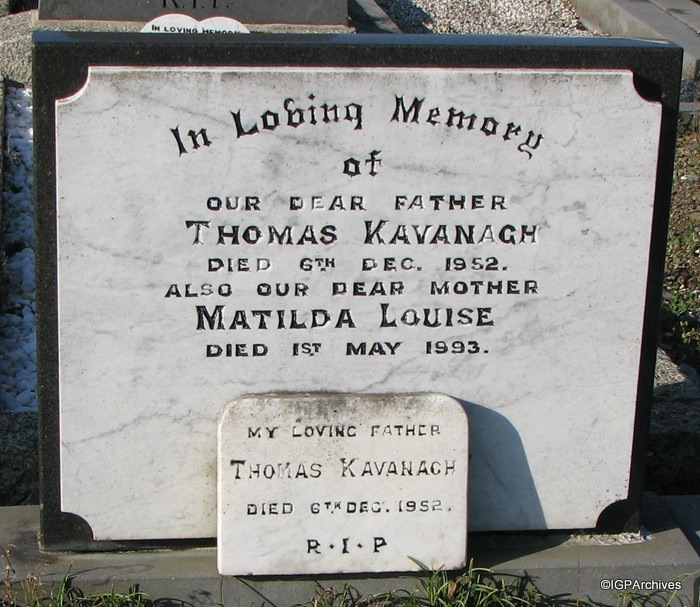 R.I.P.
IN LOVING MEMORY
In Loving Memory
of
OUR DEAR FATHER
THOMAS KAVANAGH
DIED 6TH DEC. 1952.
ALSO OUR DEAR MOTHER
MATILDA LOUISE
DIED 1ST MAY 1993.
MY LOVING FATHER
THOMAS KAVANAGH
DIED 6TH DEC. 1952.
R·I·P
©IGPArchives